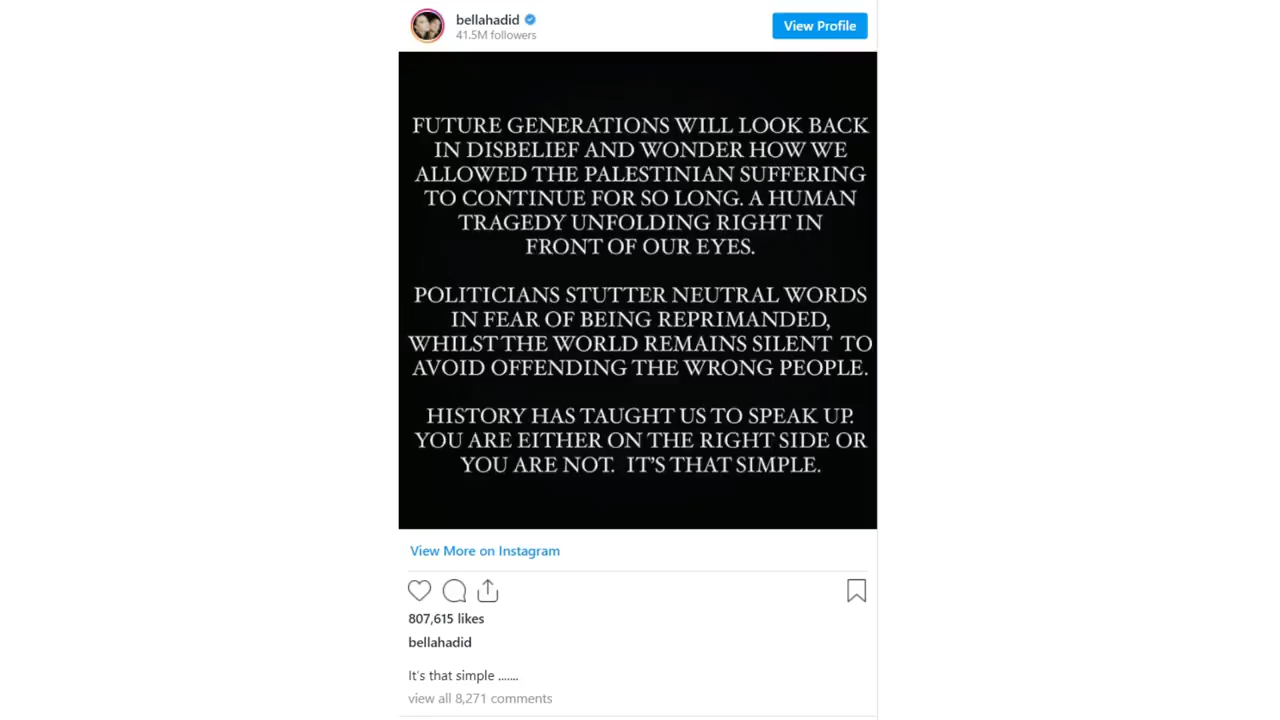 bellahadid
41.5M followers
View Profile
FUTURE GENERATIONS WILL LOOK BACK
IN DISBELIEF AND WONDER HOW WE
ALLOWED THE PALESTINIAN SUFFERING
TO CONTINUE FOR SO LONG. A HUMAN
TRAGEDY UNFOLDING RIGHT IN
FRONT OF OUR EYES.
POLITICIANS STUTTER NEUTRAL WORDS
IN FEAR OF BEING REPRIMANDED,
WHILST THE WORLD REMAINS SILENT TO
AVOID OFFENDING THE WRONG PEOPLE.
HISTORY HAS TAUGHT US TO SPEAK UP.
YOU ARE EITHER ON THE RIGHT SIDE OR
YOU ARE NOT. IT'S THAT SIMPLE.
View More on Instagram
807,615 likes
bellahadid
It's that simple .......
view all 8,271 comments